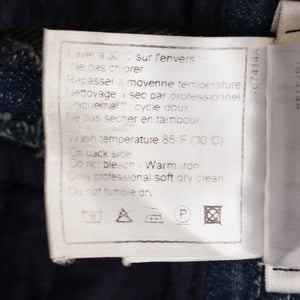 Laver à 30°C sur l'envers
Ne pas chlorer
Repasser a moyenne temperature
Nettoyage a sec par professionnel
uniquement cycle doux
Ne pas secher en tambour
Wash temperature 85°F (30°C)
On back side
Do not bleach - Warm iron
Only professional soft dry clean
Do not tumble dry
P